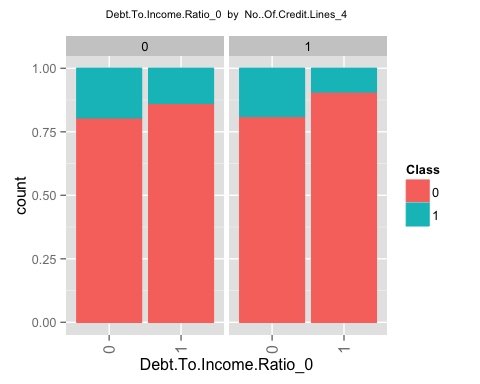 Debt.To.Income.Ratio_0 by No..Of.Credit.Lines_4
0 1
1.00
0.75
0.50
0.25
0.00
count
0 1 0 1
Debt.To.Income.Ratio_0
Class
0
1